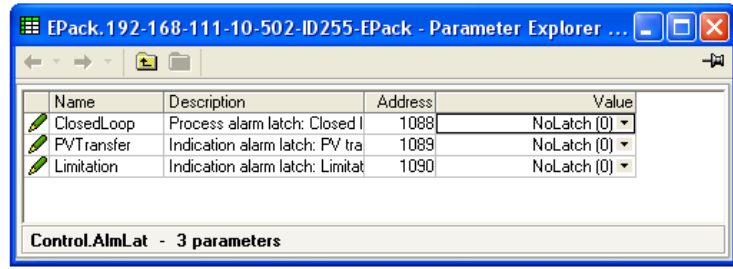 EPack.192-168-111-10-502-ID255-EPack - Parameter Explorer ...
Name Description Address Value
ClosedLoop Process alarm latch: Closed l 1088 NoLatch (0)
PVTransfer Indication alarm latch: PV tra 1089 NoLatch (0)
Limitation Indication alarm latch: Limitat 1090 NoLatch (0)
Control.AlmLat - 3 parameters